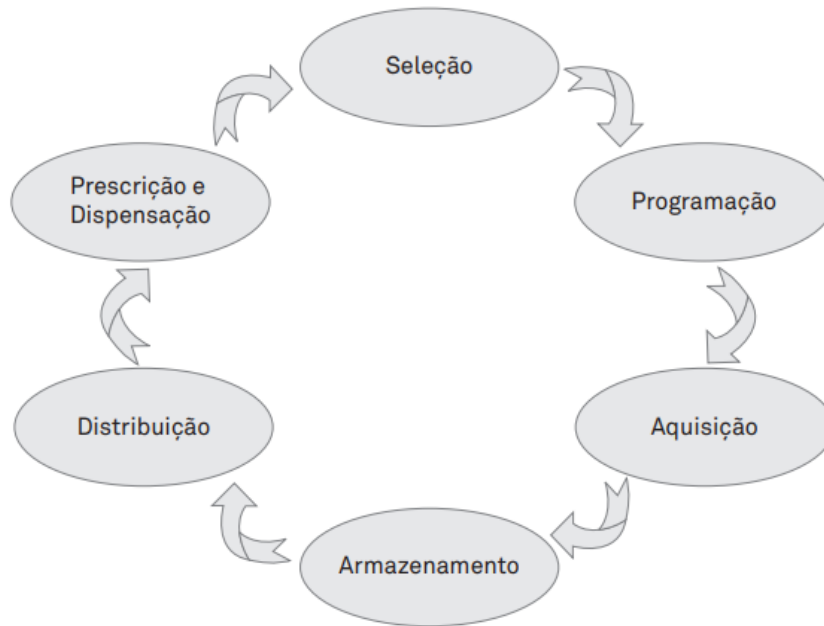 Seleção
Programação
Aquisição
Armazenamento
Distribuição
Prescrição e
Dispensação